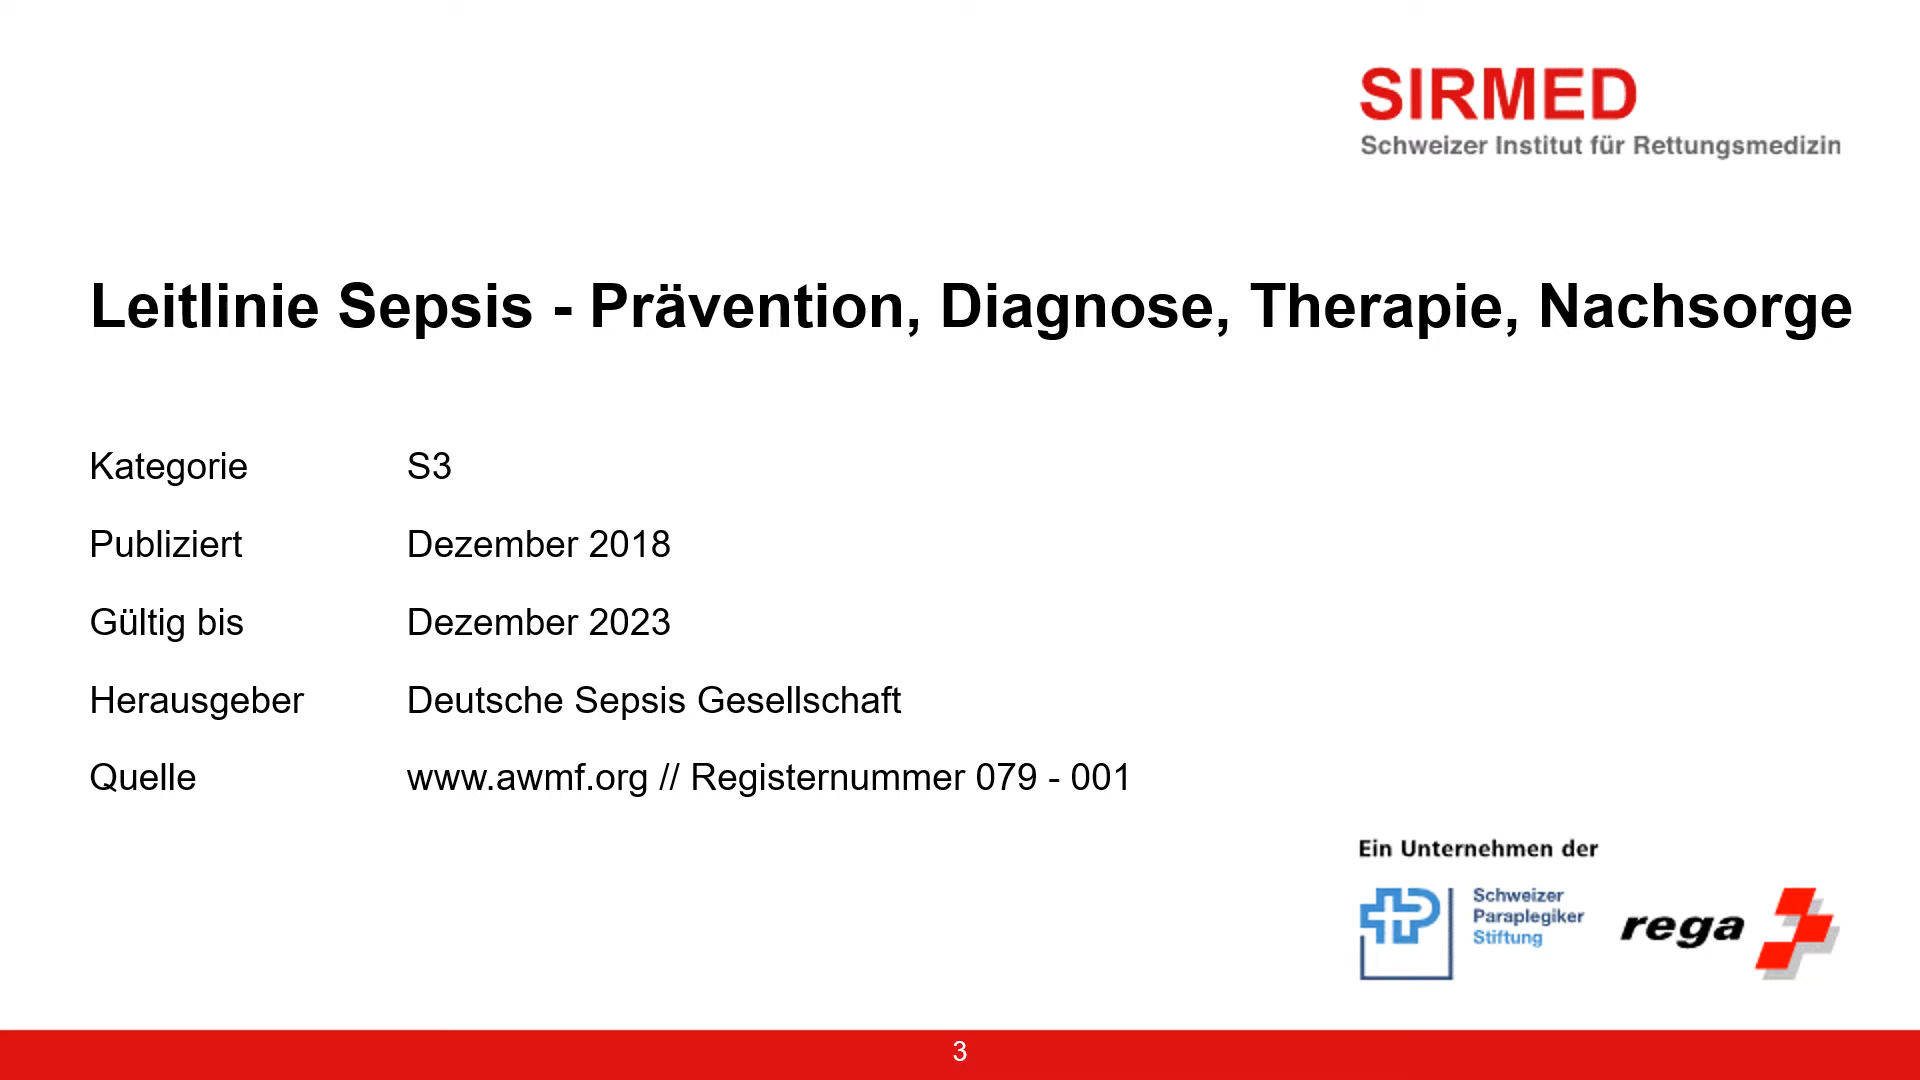 SIRMED
Schweizer Institut für Rettungsmedizin
Leitlinie Sepsis - Prävention, Diagnose, Therapie, Nachsorge
Kategorie S3
Publiziert Dezember 2018
Gültig bis Dezember 2023
Herausgeber Deutsche Sepsis Gesellschaft
Quelle www.awmf.org // Registernummer 079 - 001
Ein Unternehmen der
Schweizer
Paraplegiker
Stiftung
rega
3